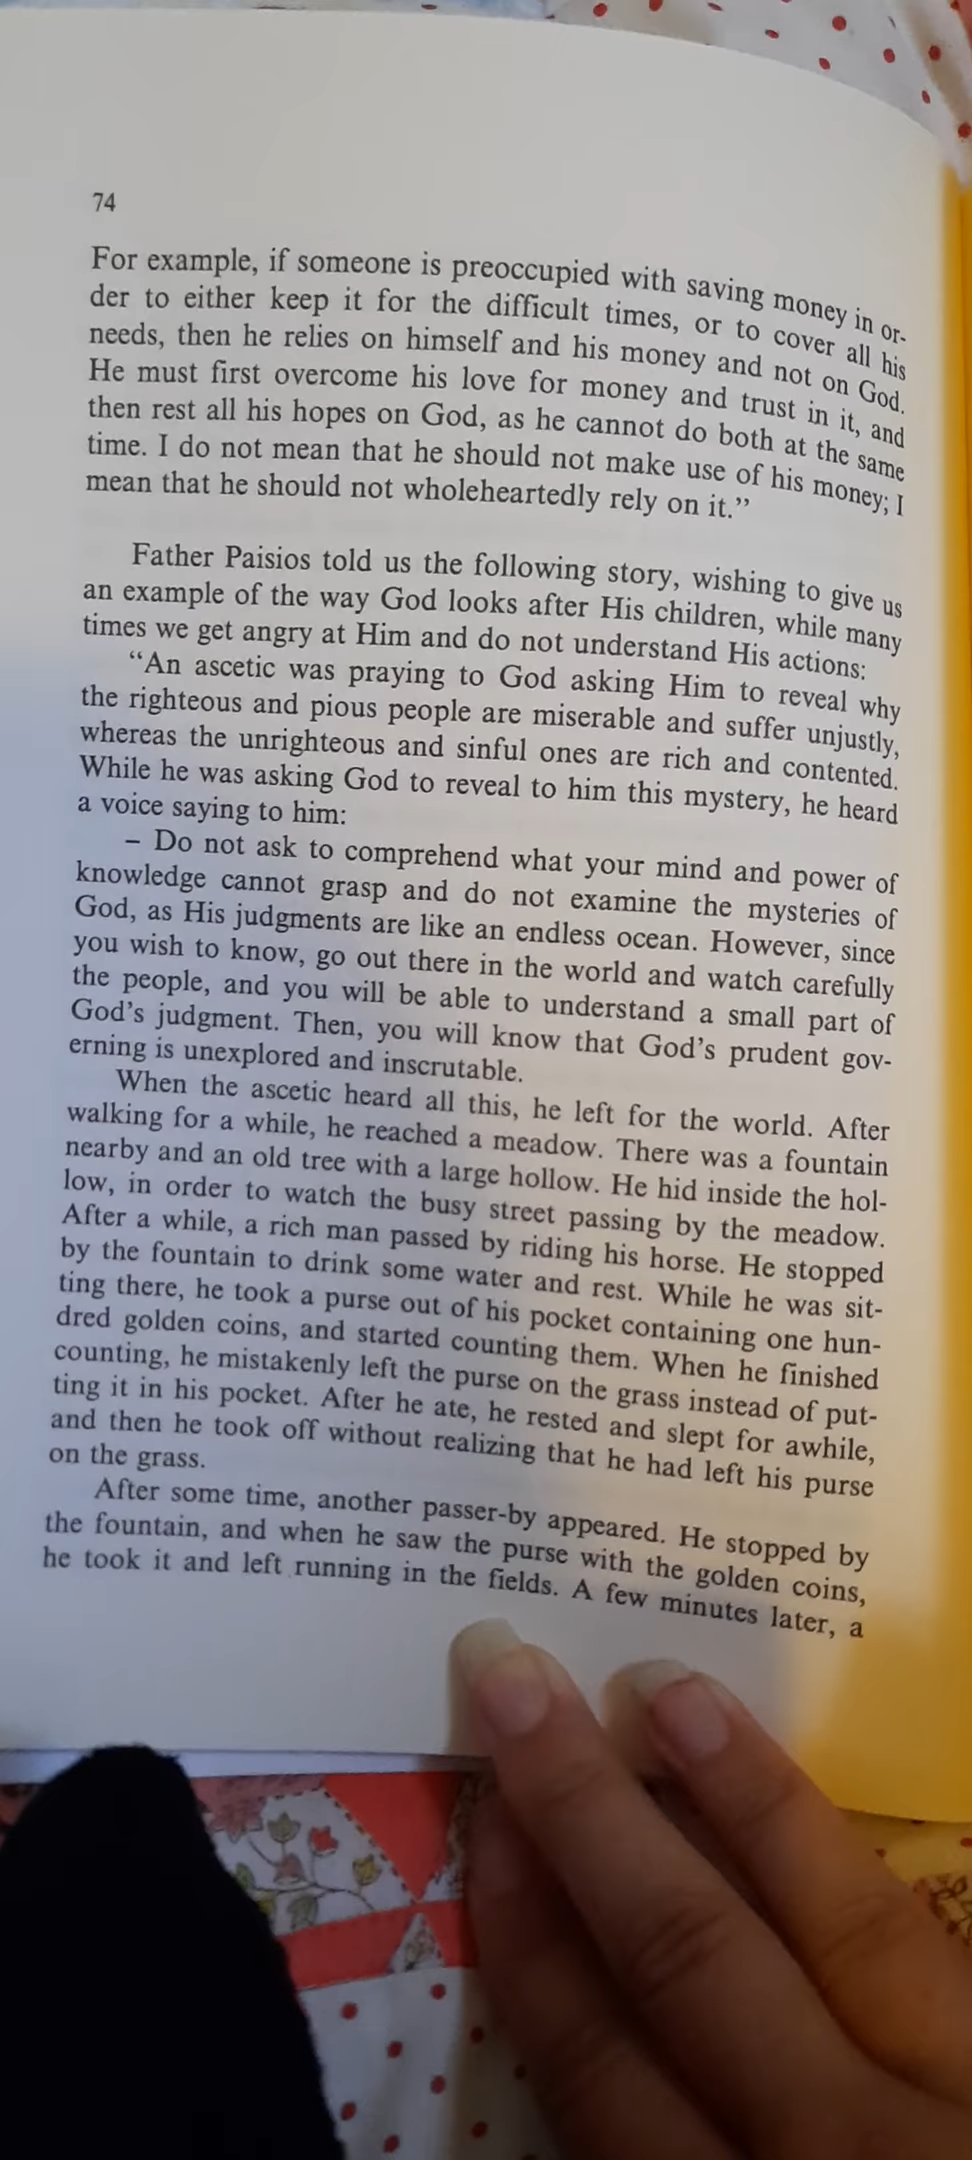 74
For example, if someone is preoccupied with saving money in or-
der to either keep it for the difficult times, or to cover all his
needs, then he relies on himself and his money and not on God.
He must first overcome his love for money and trust in it, and
then rest all his hopes on God, as he cannot do both at the same
time. I do not mean that he should not make use of his money; I
mean that he should not wholeheartedly rely on it.”
Father Paisios told us the following story, wishing to give us
an example of the way God looks after His children, while many
times we get angry at Him and do not understand His actions:
“An ascetic was praying to God asking Him to reveal why
the righteous and pious people are miserable and suffer unjustly,
whereas the unrighteous and sinful ones are rich and contented.
While he was asking God to reveal to him this mystery, he heard
a voice saying to him:
– Do not ask to comprehend what your mind and power of
knowledge cannot grasp and do not examine the mysteries of
God, as His judgments are like an endless ocean. However, since
you wish to know, go out there in the world and watch carefully
the people, and you will be able to understand a small part of
God’s judgment. Then, you will know that God’s prudent gov-
erning is unexplored and inscrutable.
When the ascetic heard all this, he left for the world. After
walking for a while, he reached a meadow. There was a fountain
nearby and an old tree with a large hollow. He hid inside the hol-
low, in order to watch the busy street passing by the meadow.
After a while, a rich man passed by riding his horse. He stopped
by the fountain to drink some water and rest. While he was sit-
ting there, he took a purse out of his pocket containing one hun-
dred golden coins, and started counting them. When he finished
counting, he mistakenly left the purse on the grass instead of put-
ting it in his pocket. After he ate, he rested and slept for awhile,
and then he took off without realizing that he had left his purse
on the grass.
After some time, another passer-by appeared. He stopped by
the fountain, and when he saw the purse with the golden coins,
he took it and left running in the fields. A few minutes later, a